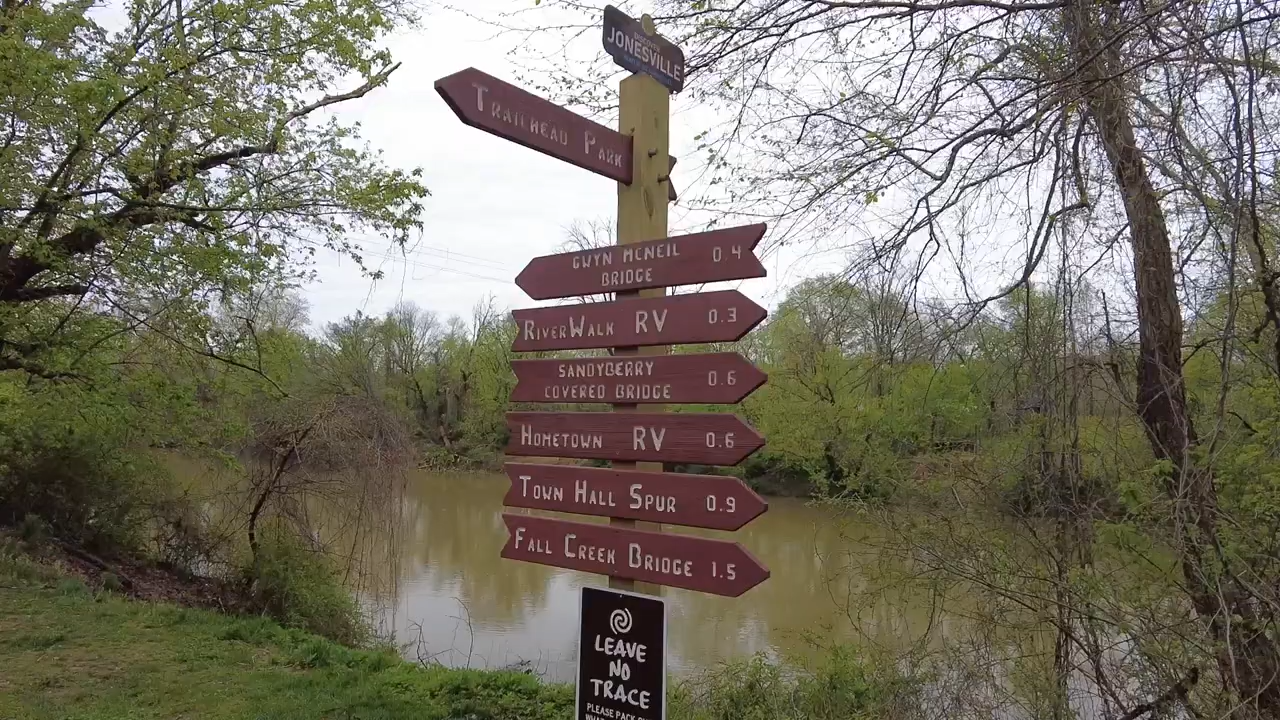 JONESVILLE
TRAILHEAD PARK
GWYN MCNEIL 0.4
BRIDGE
RIVERWALK RV 0.3
SANDYBERRY
COVERED BRIDGE 0.6
HOMETOWN RV 0.6
TOWN HALL SPUR 0.9
FALL CREEK BRIDGE 1.5
LEAVE
NO
TRACE
PLEASE PACK